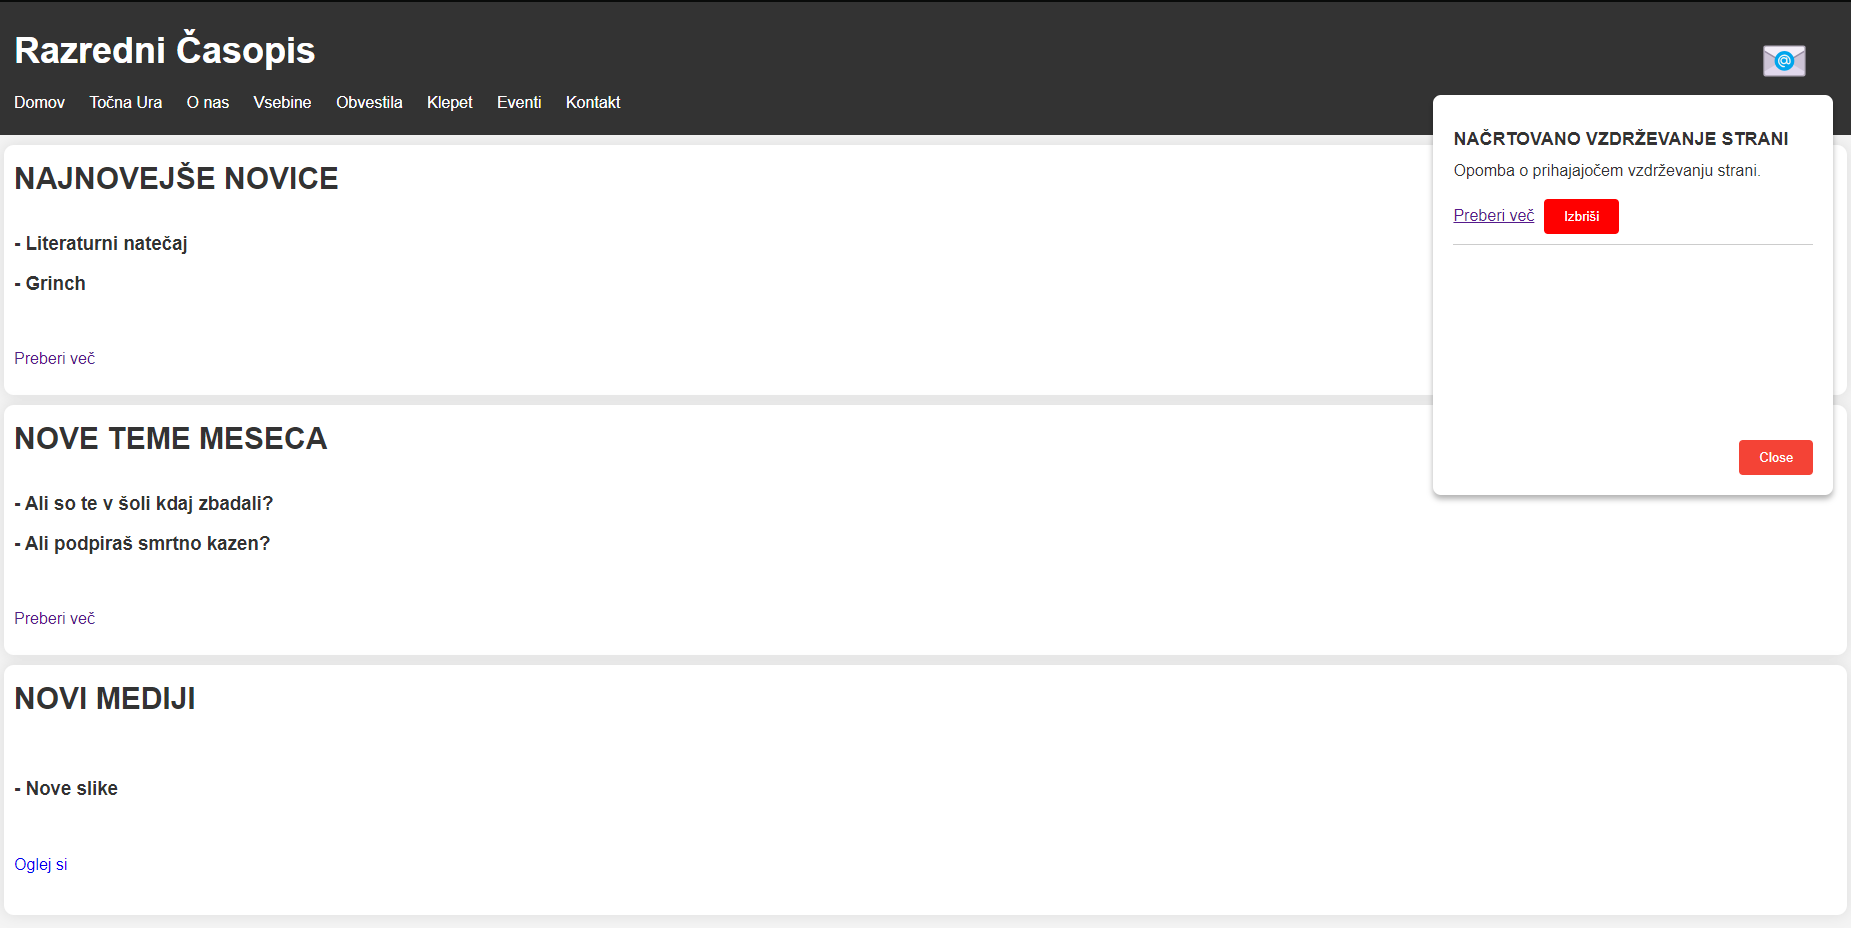 Razredni Časopis
@
Domov Točna Ura O nas Vsebine Obvestila Klepet Eventi Kontakt
NAČRTOVANO VZDRŽEVANJE STRANI
Opomba o prihajajočem vzdrževanju strani.
Preberi več Izbriši
Close
NAJNOVEJŠE NOVICE
- Literaturni natečaj
- Grinch
Preberi več
NOVE TEME MESECA
- Ali so te v šoli kdaj zbadali?
- Ali podpiraš smrtno kazen?
Preberi več
NOVI MEDIJI
- Nove slike
Oglej si